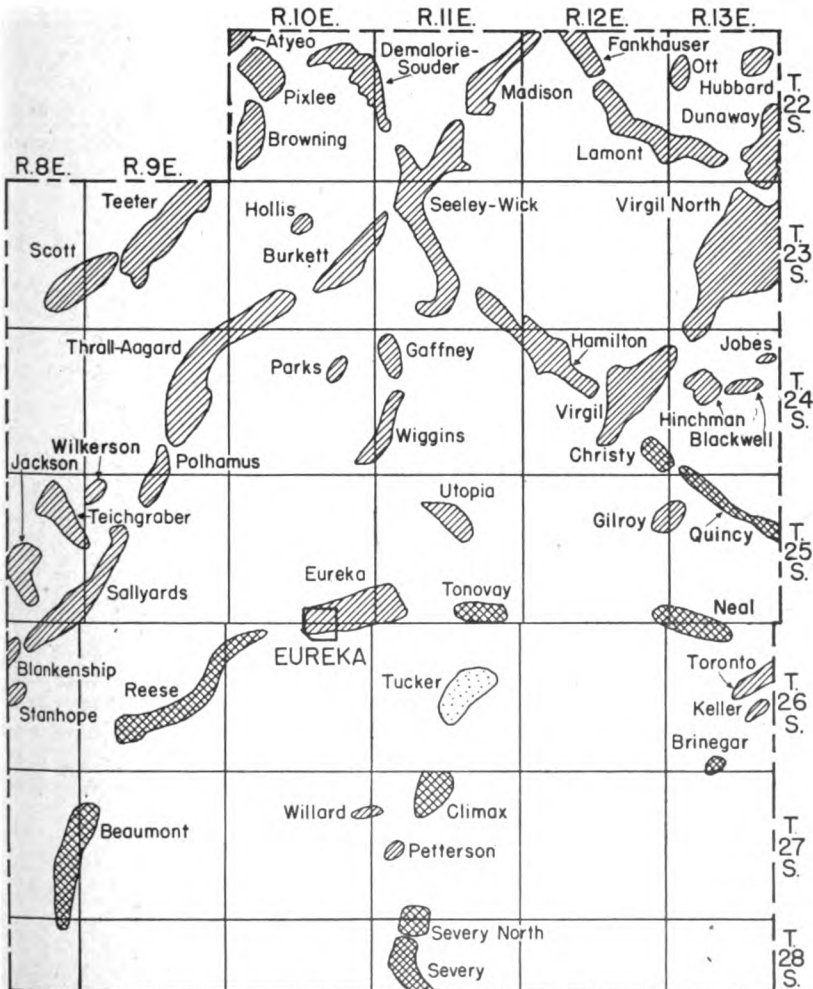 R.10E. R.11E. R.12E. R.13E.
Atyeo
Demalorie-
Souder
Fankhauser
Ott
Hubbard
Pixlee
Madison
Dunaway
T.
22
S.
Browning
Lamont
R.8E. R.9E.
Teeter
Hollis
Seeley-Wick
Virgil North
Scott
Burkett
T.
23
S.
Thrall-Aagard
Hamilton
Jobes
Parks
Gaffney
T.
24
S.
Virgil
Hinchman
Wiggins
Blackwell
Christy
Wilkerson
Jackson
Polhamus
Utopia
Teichgraber
Gilroy
Quincy
T.
25
S.
Eureka
Tonovay
Sallyards
Neal
EUREKA
Blankenship
Reese
Tucker
Toronto
T.
26
S.
Stanhope
Keller
Brinegar
Willard
Climax
Beaumont
Petterson
T.
27
S.
Severy North
Severy
T.
28
S.